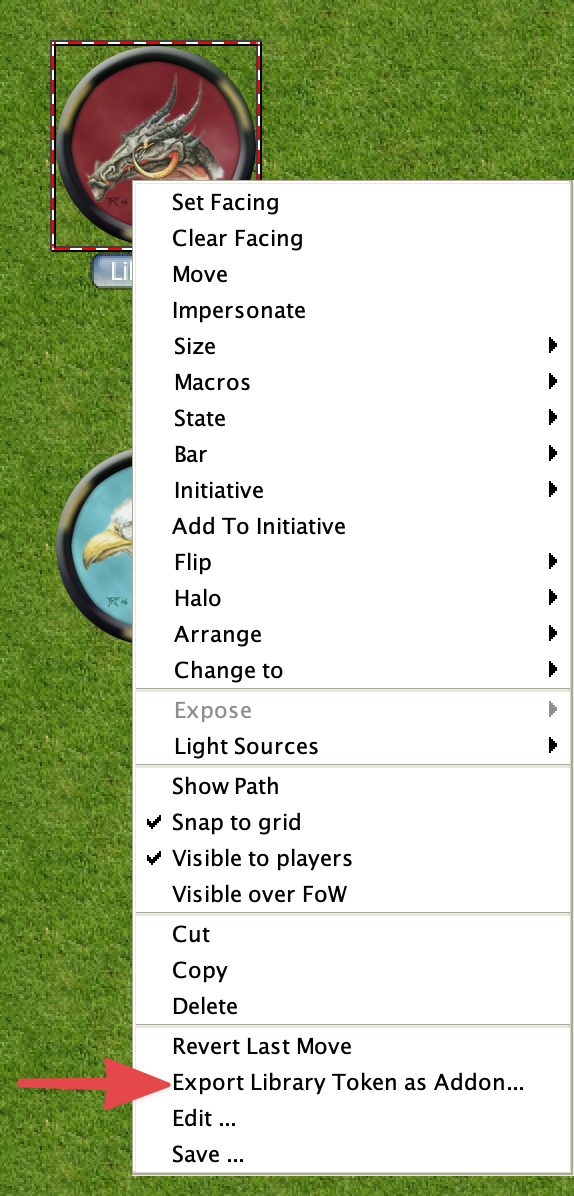 Set Facing
Clear Facing
Move
Impersonate
Size
Macros
State
Bar
Initiative
Add To Initiative
Flip
Halo
Arrange
Change to
Expose
Light Sources
Show Path
Snap to grid
Visible to players
Visible over FoW
Cut
Copy
Delete
Revert Last Move
Export Library Token as Addon...
Edit ...
Save ...